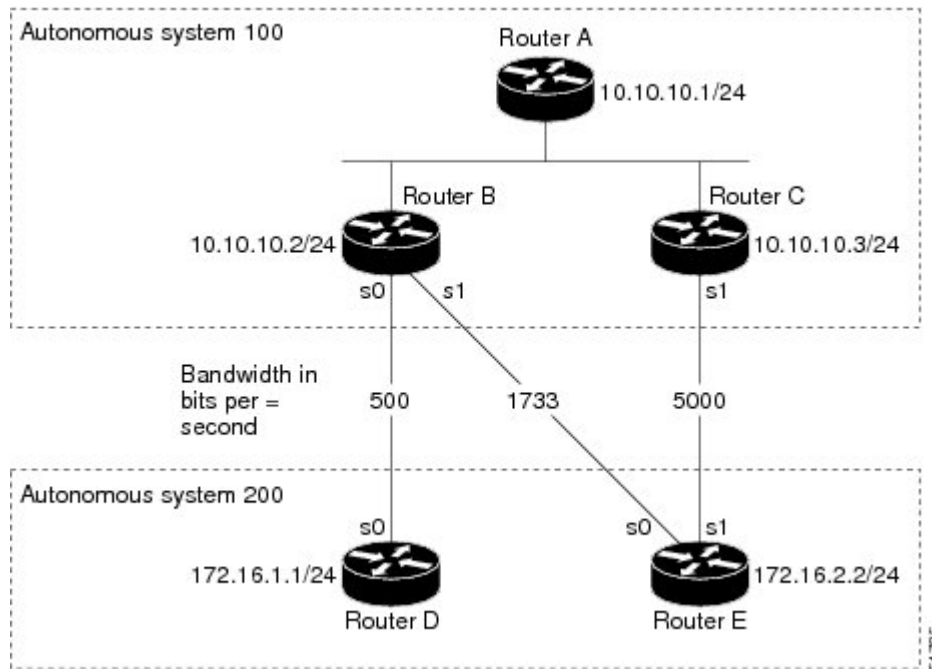 Autonomous system 100
Router A
10.10.10.1/24
Router B
Router C
10.10.10.2/24
10.10.10.3/24
s0
s1
s1
Bandwidth in
bits per =
second
500
1733
5000
Autonomous system 200
s0
s0
s1
172.16.1.1/24
172.16.2.2/24
Router D
Router E